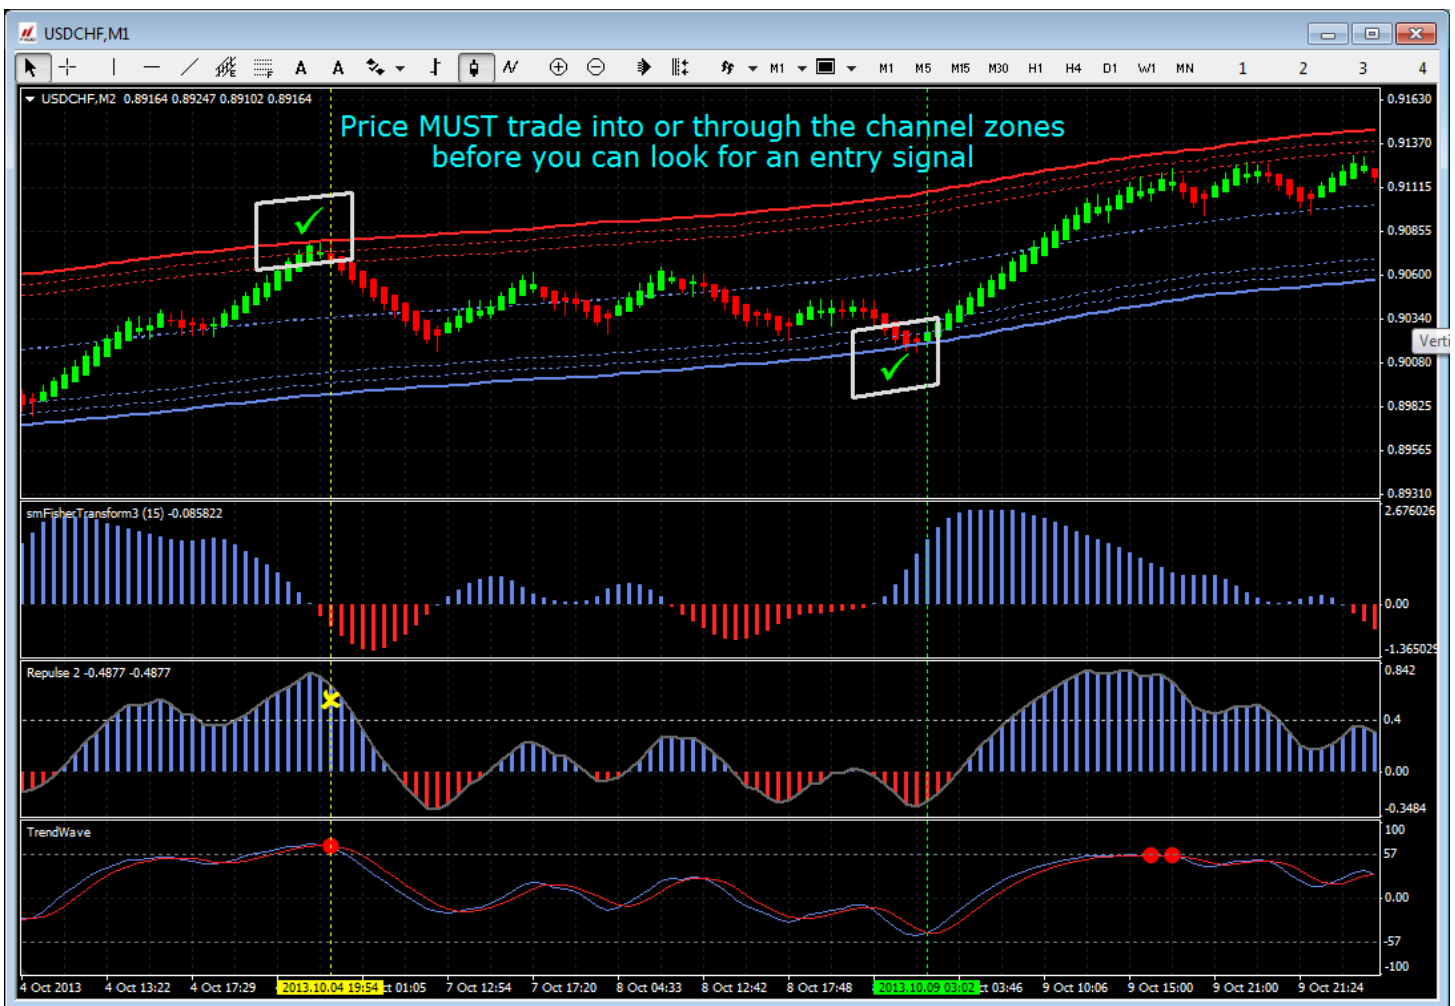 USDCHF,M1
A A M1 M1 M5 M15 M30 H1 H4 D1 W1 MN 1 2 3 4
USDCHF,M2 0.89164 0.89247 0.89102 0.89164
Price MUST trade into or through the channel zones
before you can look for an entry signal
0.91630
0.91370
0.91115
0.90855
0.90600
0.90340
Verti
0.90080
0.89825
0.89565
0.89310
smFisherTransform3 (15) -0.085822
2.676026
0.00
-1.365029
Repulse 2 -0.4877 -0.4877
0.842
0.4
0.00
-0.3484
TrendWave
100
57
0.00
-57
-100
4 Oct 2013 4 Oct 13:22 4 Oct 17:29 2013.10.04 19:54 ct 01:05 7 Oct 12:54 7 Oct 17:20 8 Oct 04:33 8 Oct 12:42 8 Oct 17:48 2013.10.09 03:02 ct 03:46 9 Oct 10:06 9 Oct 15:00 9 Oct 21:00 9 Oct 21:24